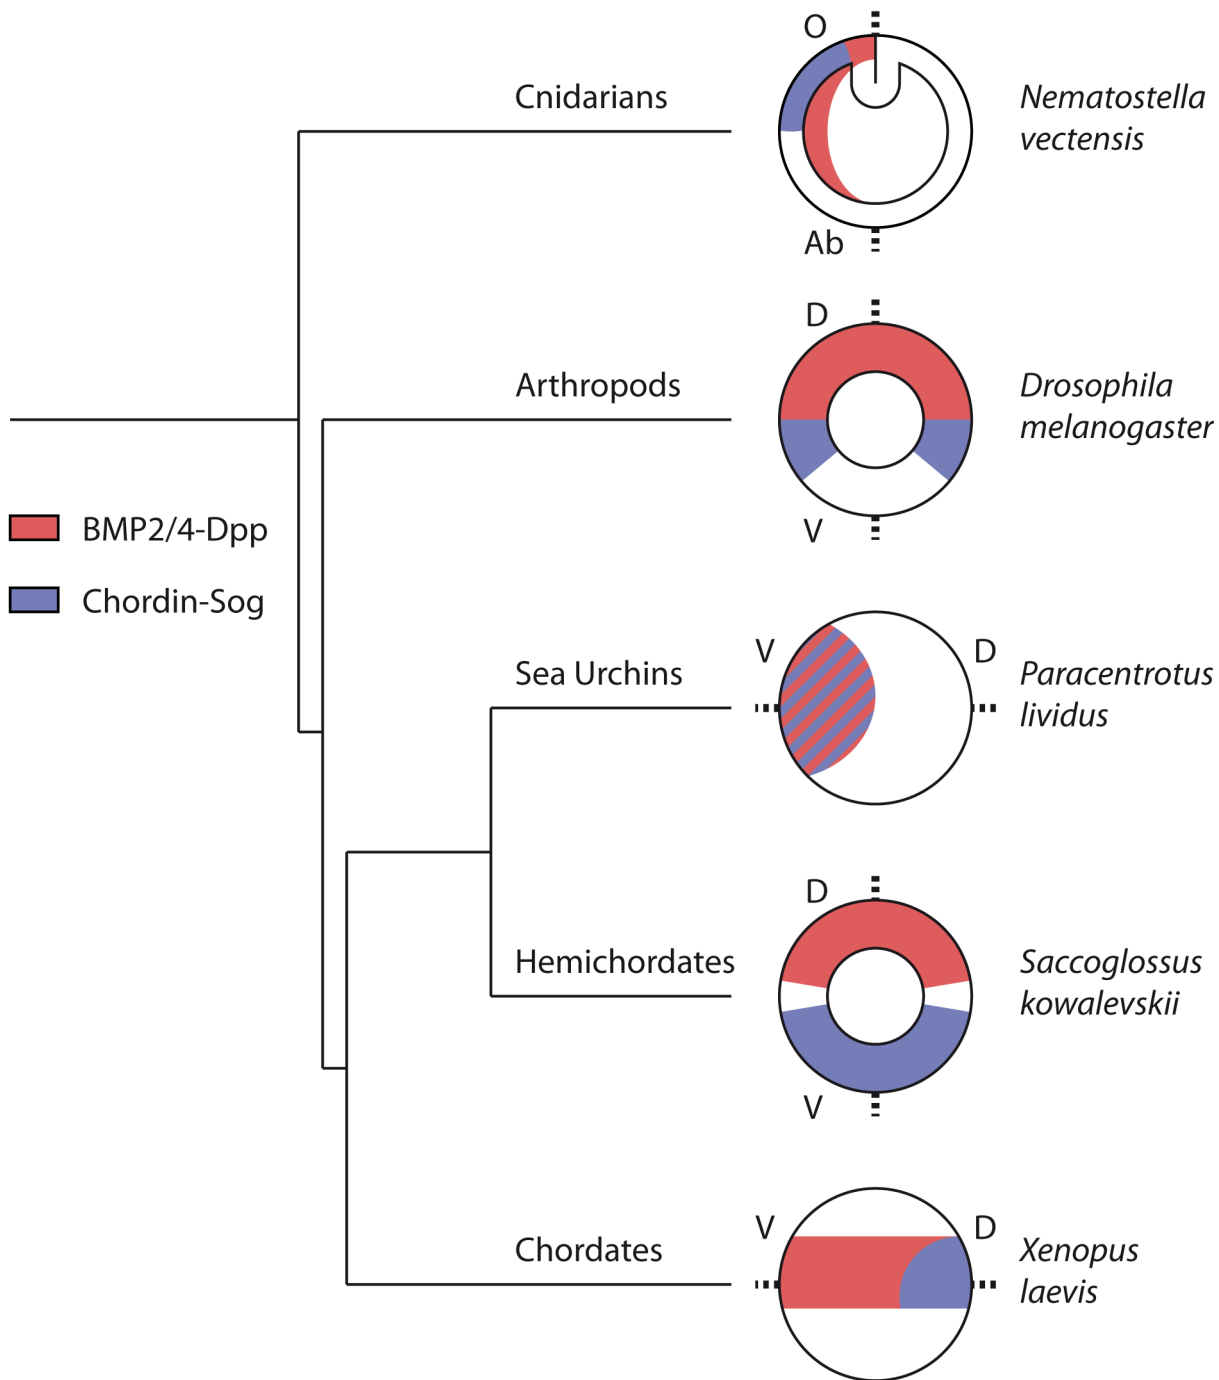 O
Cnidarians
Nematostella
vectensis
Ab
D
Arthropods
Drosophila
melanogaster
V
BMP2/4-Dpp
Chordin-Sog
V
D
Sea Urchins
Paracentrotus
lividus
D
Hemichordates
Saccoglossus
kowalevskii
V
V
D
Chordates
Xenopus
laevis